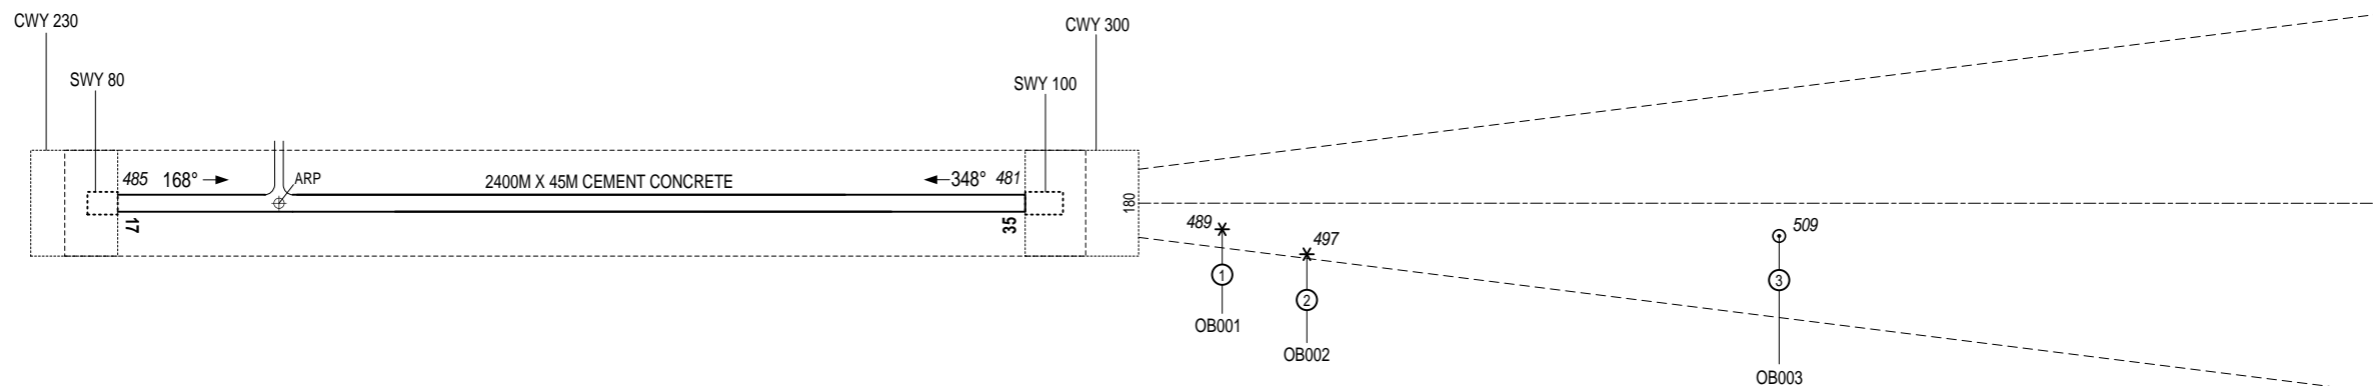 CWY 230
CWY 300
SWY 80
SWY 100
485 168°
ARP
2400M X 45M CEMENT CONCRETE
348° 481
17
35
180
489
497
509
1
2
3
OB001
OB002
OB003